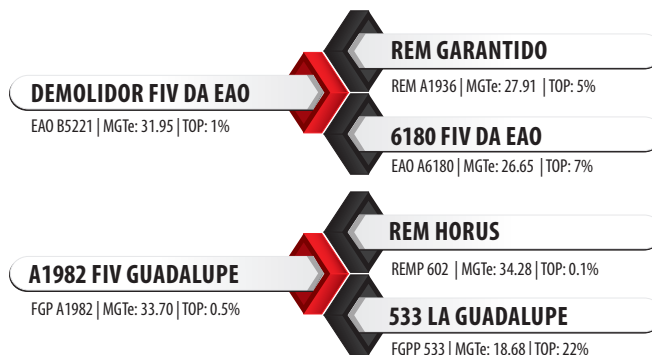 REM GARANTIDO
REM A1936 | MGTe: 27.91 | TOP: 5%
DEMOLIDOR FIV DA EAO
EAO B5221 | MGTe: 31.95 | TOP: 1%
6180 FIV DA EAO
EAO A6180 | MGTe: 26.65 | TOP: 7%
REM HORUS
REMP 602 | MGTe: 34.28 | TOP: 0.1%
A1982 FIV GUADALUPE
FGP A1982 | MGTe: 33.70 | TOP: 0.5%
533 LA GUADALUPE
FGPP 533 | MGTe: 18.68 | TOP: 22%